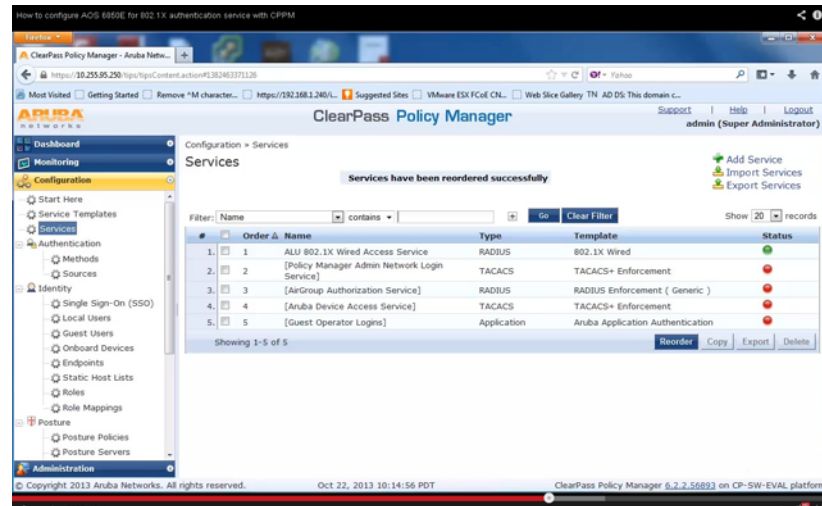 How to configure AOS 6850E for 802.1X authentication service with CPPM
Firefox
ClearPass Policy Manager - Aruba Netw...
https://10.255.95.250/tips/tipsContent.action#1382463371128
Yahoo
Most Visited Getting Started Remove ^M character... https://192.168.1.240/i... Suggested Sites VMware ESX FCoE CN... Web Slice Gallery TN AD DS: This domain c...
ARUBA
networks
ClearPass Policy Manager
Support | Help | Logout
admin (Super Administrator)
Dashboard
Monitoring
Configuration
Start Here
Service Templates
Services
Authentication
Methods
Sources
Identity
Single Sign-On (SSO)
Local Users
Guest Users
Onboard Devices
Endpoints
Static Host Lists
Roles
Role Mappings
Posture
Posture Policies
Posture Servers
Administration
Configuration » Services
Services
Services have been reordered successfully
Add Service
Import Services
Export Services
Filter: Name contains Go Clear Filter Show 20 records
# Order Name Type Template Status
1. 1 ALU 802.1X Wired Access Service RADIUS 802.1X Wired
2. 2 [Policy Manager Admin Network Login Service] TACACS TACACS+ Enforcement
3. 3 [AirGroup Authorization Service] RADIUS RADIUS Enforcement ( Generic )
4. 4 [Aruba Device Access Service] TACACS TACACS+ Enforcement
5. 5 [Guest Operator Logins] Application Aruba Application Authentication
Showing 1-5 of 5 Reorder Copy Export Delete
© Copyright 2013 Aruba Networks. All rights reserved. Oct 22, 2013 10:14:56 PDT ClearPass Policy Manager 6.2.2.56893 on CP-SW-EVAL platform